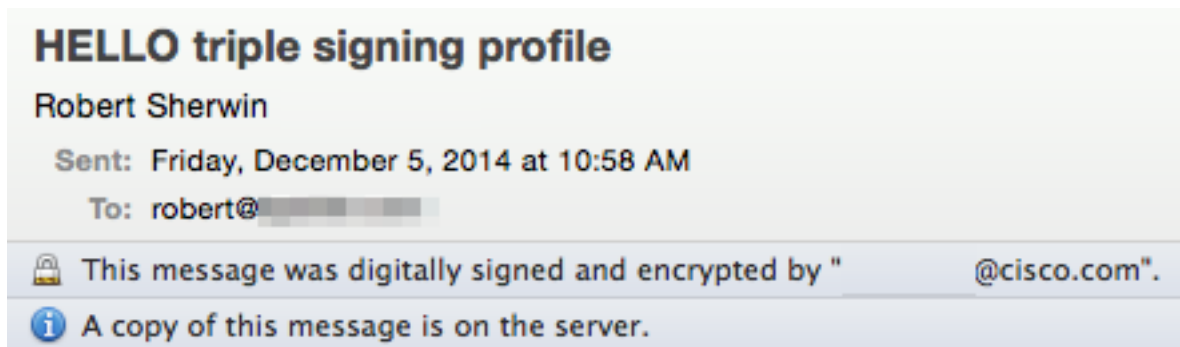 HELLO triple signing profile
Robert Sherwin
Sent: Friday, December 5, 2014 at 10:58 AM
To: robert@
This message was digitally signed and encrypted by " @cisco.com".
A copy of this message is on the server.